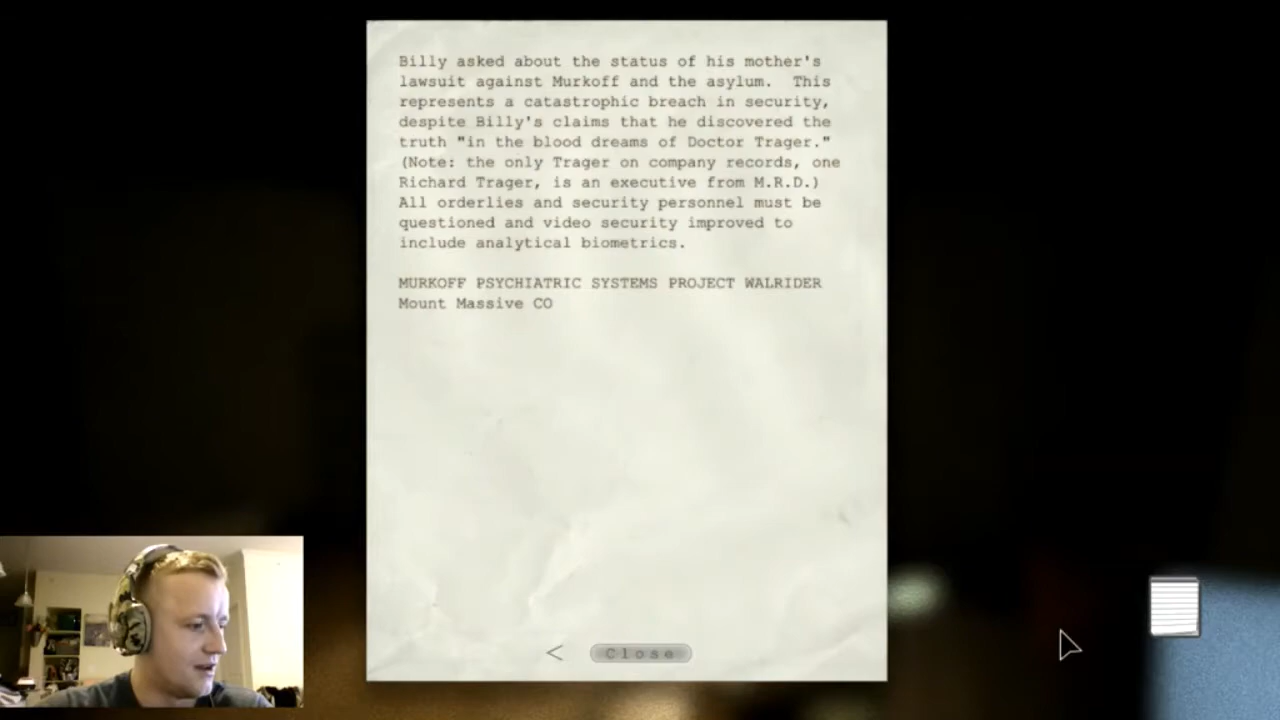 Billy asked about the status of his mother's
lawsuit against Murkoff and the asylum.  This
represents a catastrophic breach in security,
despite Billy's claims that he discovered the
truth "in the blood dreams of Doctor Trager."
(Note: the only Trager on company records, one
Richard Trager, is an executive from M.R.D.)
All orderlies and security personnel must be
questioned and video security improved to
include analytical biometrics.
MURKOFF PSYCHIATRIC SYSTEMS PROJECT WALRIDER
Mount Massive CO
< Close